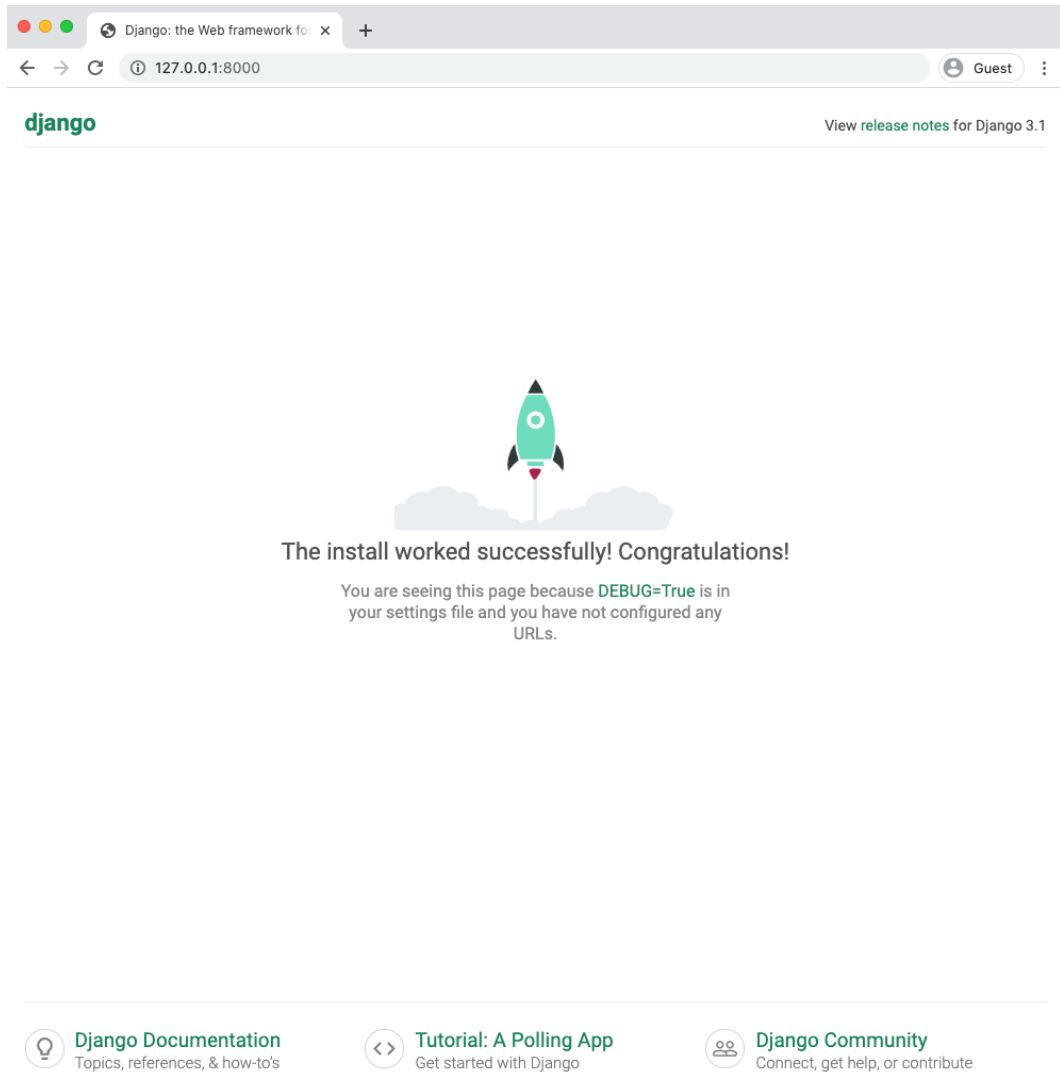 Django: the Web framework for
127.0.0.1:8000
Guest
django
View release notes for Django 3.1
The install worked successfully! Congratulations!
You are seeing this page because DEBUG=True is in
your settings file and you have not configured any
URLs.
Django Documentation
Topics, references, & how-to's
Tutorial: A Polling App
Get started with Django
Django Community
Connect, get help, or contribute